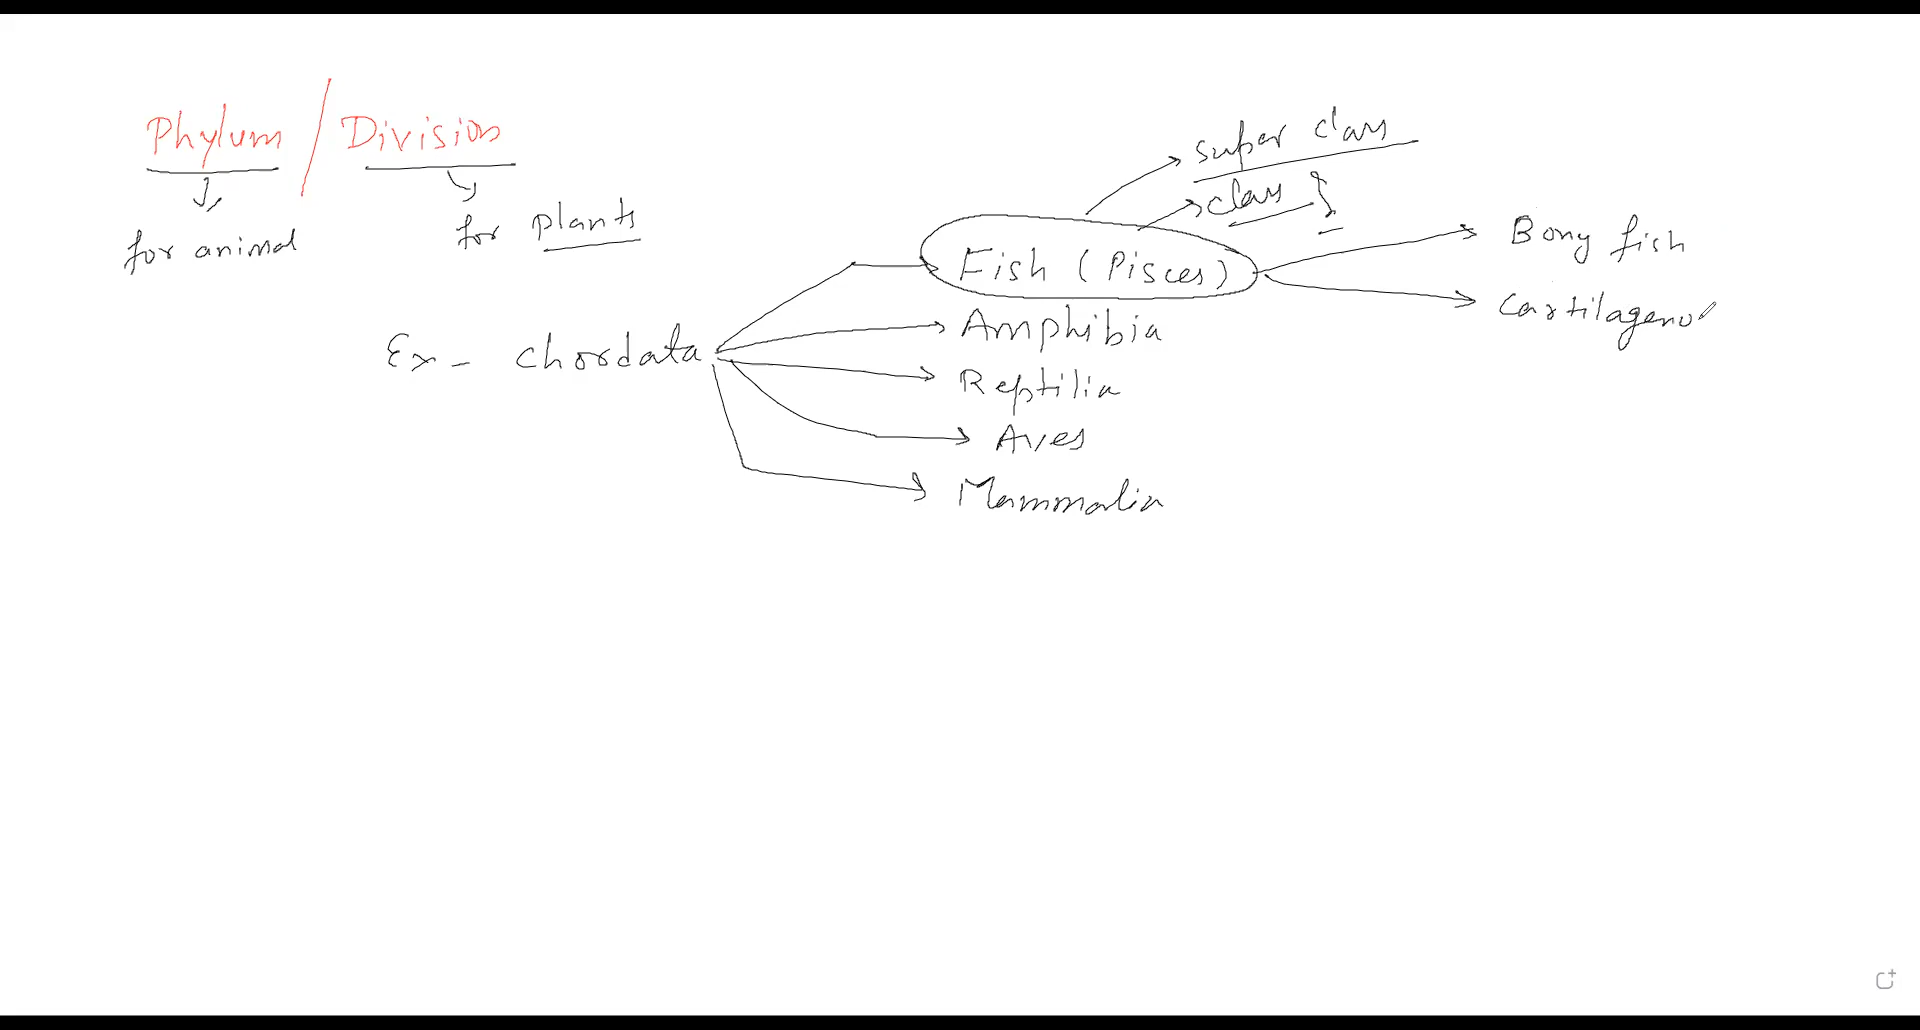 Phylum / Division
for animal
for plants
super class
class }
Fish (Pisces)
Bony fish
Cartilageno
Ex - Chordata
Amphibia
Reptilia
Aves
Mammalia